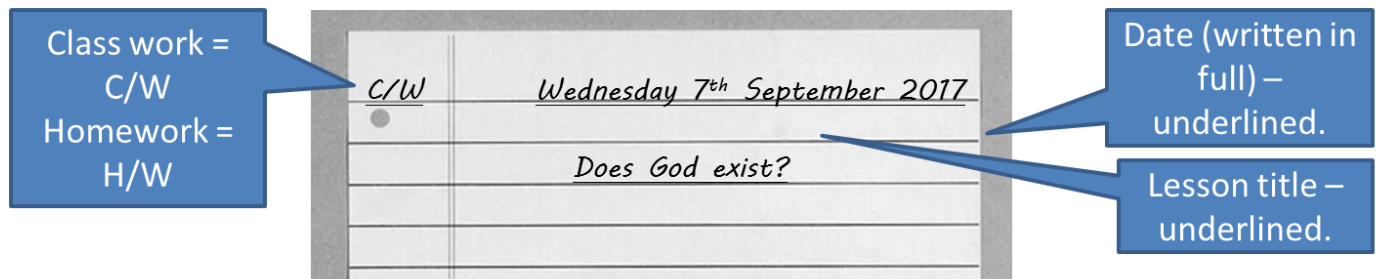 Class work =
C/W
Homework =
H/W
C/W
Wednesday 7th September 2017
Does God exist?
Date (written in
full) –
underlined.
Lesson title –
underlined.